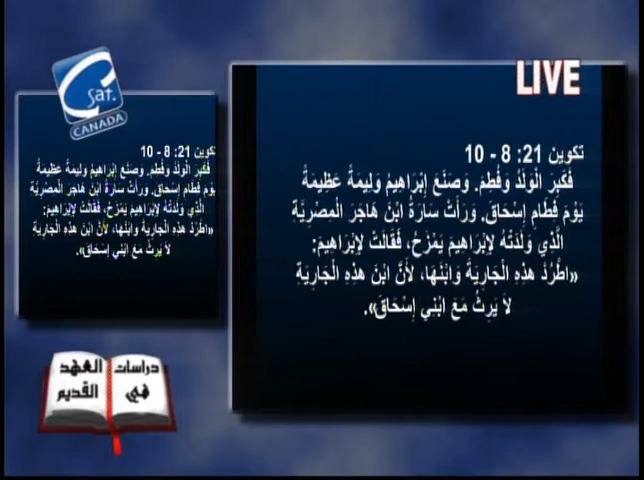 LIVE
Sat.
CANADA
تكوين 21: 8 - 10
فَكَبِرَ الْوَلَدُ وَفُطِمَ. وَصَنَعَ إِبْرَاهِيمُ وَلِيمَةً عَظِيمَةً
يَوْمَ فِطَامِ إِسْحَاقَ. وَرَأَتْ سَارَةُ ابْنَ هَاجَرَ الْمِصْرِيَّةِ
الَّذِي وَلَدَتْهُ لإِبْرَاهِيمَ يَمْزَحُ، فَقَالَتْ لإِبْرَاهِيمَ:
«اطْرُدْ هذِهِ الْجَارِيَةَ وَابْنَهَا، لأَنَّ ابْنَ هذِهِ الْجَارِيَةِ
لاَ يَرِثُ مَعَ ابْنِي إِسْحَاقَ».
تكوين 21: 8 - 10
فَكَبِرَ الْوَلَدُ وَفُطِمَ. وَصَنَعَ إِبْرَاهِيمُ وَلِيمَةً عَظِيمَةً
يَوْمَ فِطَامِ إِسْحَاقَ. وَرَأَتْ سَارَةُ ابْنَ هَاجَرَ الْمِصْرِيَّةِ
الَّذِي وَلَدَتْهُ لإِبْرَاهِيمَ يَمْزَحُ، فَقَالَتْ لإِبْرَاهِيمَ:
«اطْرُدْ هذِهِ الْجَارِيَةَ وَابْنَهَا، لأَنَّ ابْنَ هذِهِ الْجَارِيَةِ
لاَ يَرِثُ مَعَ ابْنِي إِسْحَاقَ».
دراسات
في
العهد
القديم